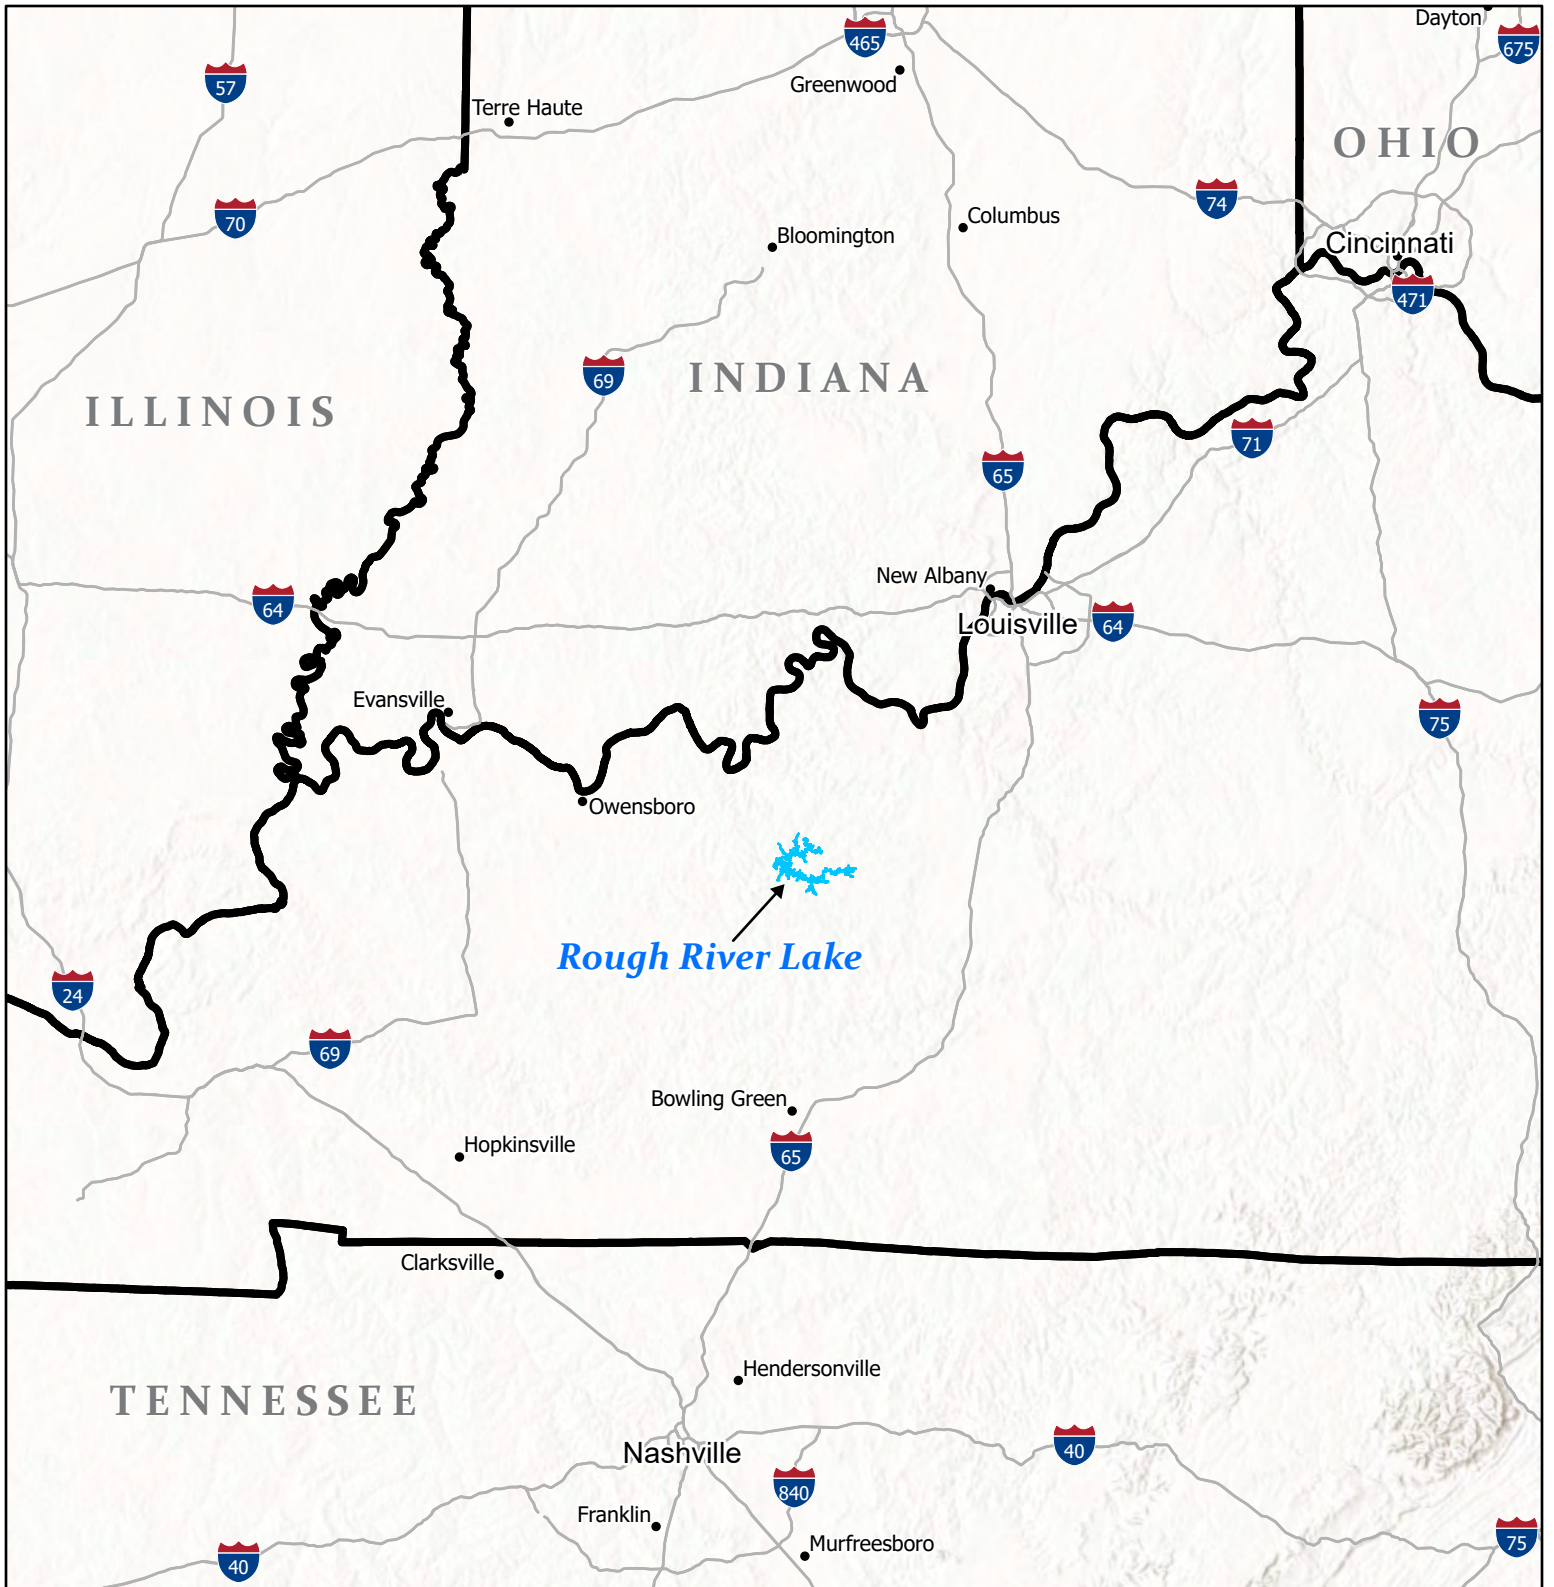 Dayton
465
675
57
Greenwood
Terre Haute
OHIO
74
70
Columbus
Bloomington
Cincinnati
471
69
INDIANA
ILLINOIS
71
65
New Albany
64
Louisville
64
Evansville
75
Owensboro
Rough River Lake
24
69
Bowling Green
Hopkinsville
65
Clarksville
Hendersonville
TENNESSEE
Nashville
40
840
Franklin
Murfreesboro
75
40